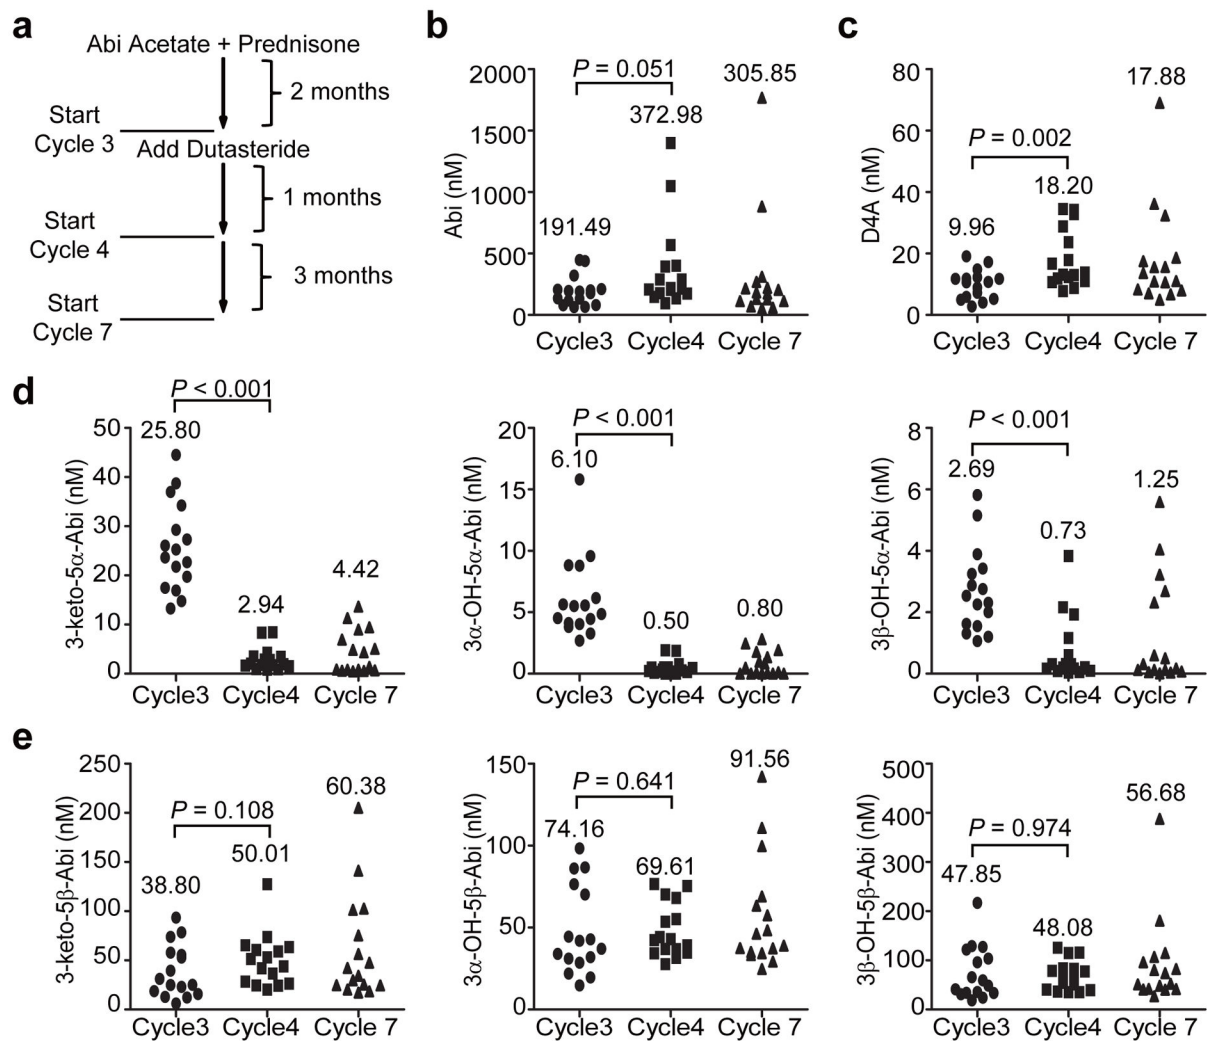 a
Abi Acetate + Prednisone
2 months
Start
Cycle 3
Add Dutasteride
1 months
Start
Cycle 4
3 months
Start
Cycle 7
b
Abi (nM)
2000
1500
1000
500
0
P = 0.051
191.49
372.98
305.85
Cycle3 Cycle4 Cycle 7
c
D4A (nM)
80
60
40
20
0
P = 0.002
9.96
18.20
17.88
Cycle3 Cycle4 Cycle 7
d
3-keto-5α-Abi (nM)
50
40
30
20
10
0
P < 0.001
25.80
2.94
4.42
Cycle3 Cycle4 Cycle 7
3α-OH-5α-Abi (nM)
20
15
10
5
0
P < 0.001
6.10
0.50
0.80
Cycle3 Cycle4 Cycle 7
3β-OH-5α-Abi (nM)
8
6
4
2
0
P < 0.001
2.69
0.73
1.25
Cycle3 Cycle4 Cycle 7
e
3-keto-5β-Abi (nM)
250
200
150
100
50
0
P = 0.108
38.80
50.01
60.38
Cycle3 Cycle4 Cycle 7
3α-OH-5β-Abi (nM)
150
100
50
0
P = 0.641
74.16
69.61
91.56
Cycle3 Cycle4 Cycle 7
3β-OH-5β-Abi (nM)
500
400
300
200
100
0
P = 0.974
47.85
48.08
56.68
Cycle3 Cycle4 Cycle 7